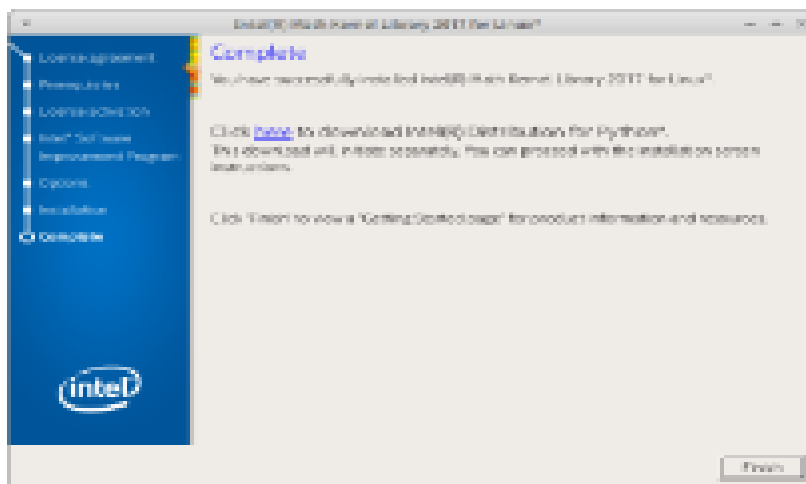 Intel(R) Math Kernel Library 2017 for Linux*
License agreement
Prerequisites
License activation
Intel® Software
Improvement Program
Options
Installation
Complete
intel
Complete
You have successfully installed Intel(R) Math Kernel Library 2017 for Linux*.
Click here to download Intel(R) Distribution for Python*.
This download will initiate separately. You can proceed with the installation screen
instructions.
Click 'Finish' to view a "Getting Started page" for product information and resources.
Finish